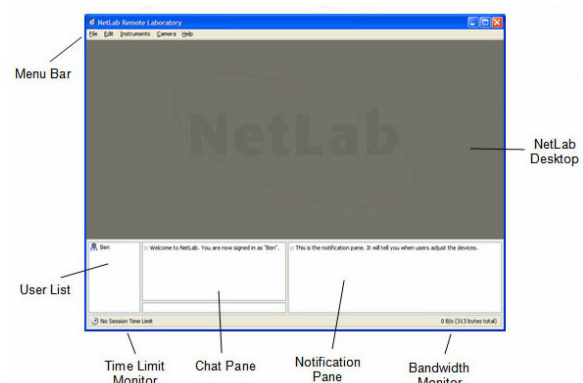 NetLab Remote Laboratory
File Edit Instruments Camera Help
Menu Bar
NetLab
NetLab
Desktop
Ben
:: Welcome to NetLab. You are now signed in as "Ben".
:: This is the notification pane. It will tell you when users adjust the devices.
User List
No Session Time Limit
0 B/s (313 bytes total)
Time Limit
Monitor
Chat Pane
Notification
Pane
Bandwidth
Monitor